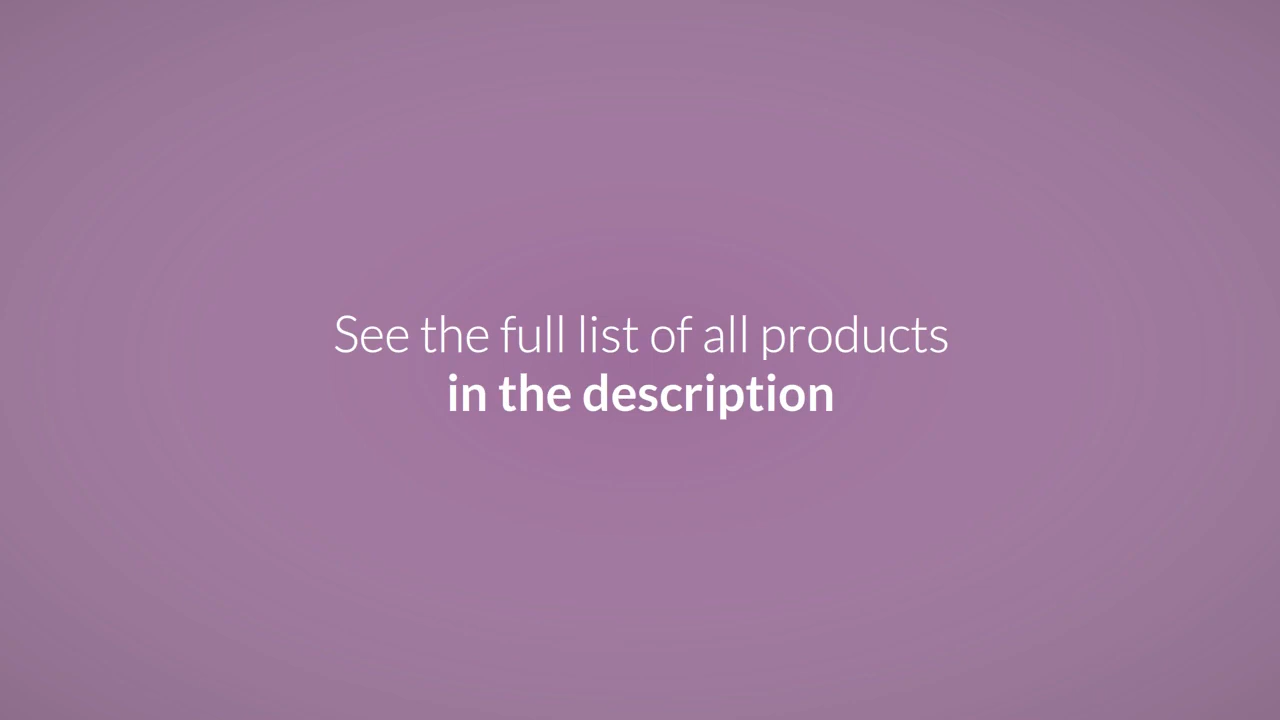 See the full list of all products
in the description